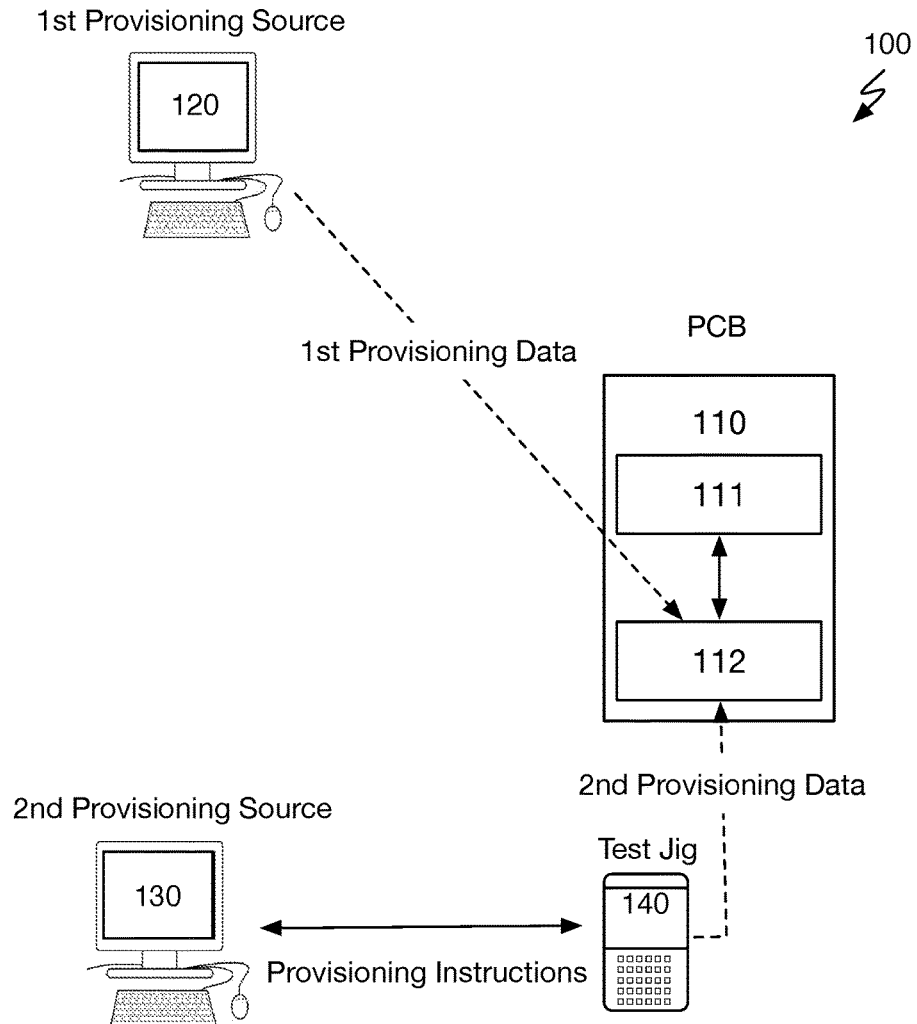 1st Provisioning Source
100
120
1st Provisioning Data
PCB
110
111
112
2nd Provisioning Data
2nd Provisioning Source
Test Jig
130
140
Provisioning Instructions